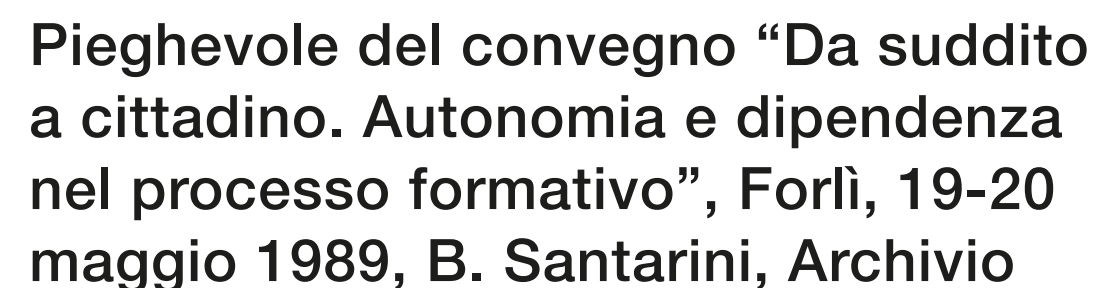 Pieghevole del convegno “Da suddito
a cittadino. Autonomia e dipendenza
nel processo formativo”, Forlì, 19-20
maggio 1989, B. Santarini, Archivio